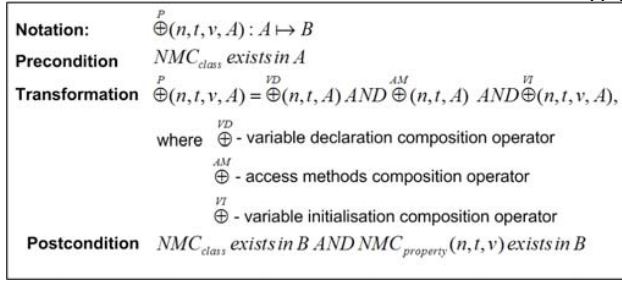 Notation: ⊕^P(n, t, v, A) : A ↦ B
Precondition NMC_class exists in A
Transformation ⊕^P(n, t, v, A) = ⊕^VD(n, t, A) AND ⊕^AM(n, t, A) AND ⊕^VI(n, t, v, A),
where ⊕^VD - variable declaration composition operator
⊕^AM - access methods composition operator
⊕^VI - variable initialisation composition operator
Postcondition NMC_class exists in B AND NMC_property(n, t, v) exists in B